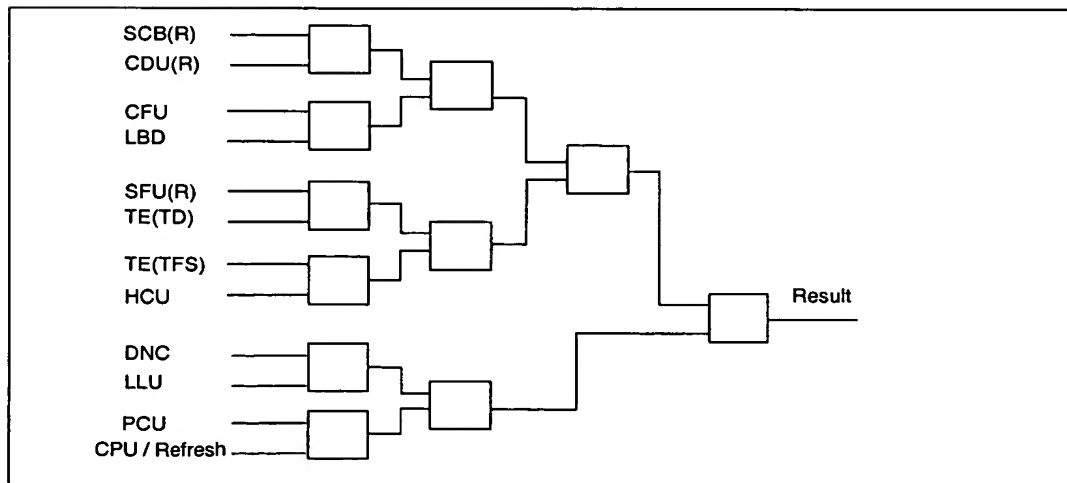 SCB(R)
CDU(R)
CFU
LBD
SFU(R)
TE(TD)
TE(TFS)
HCU
Result
DNC
LLU
PCU
CPU / Refresh